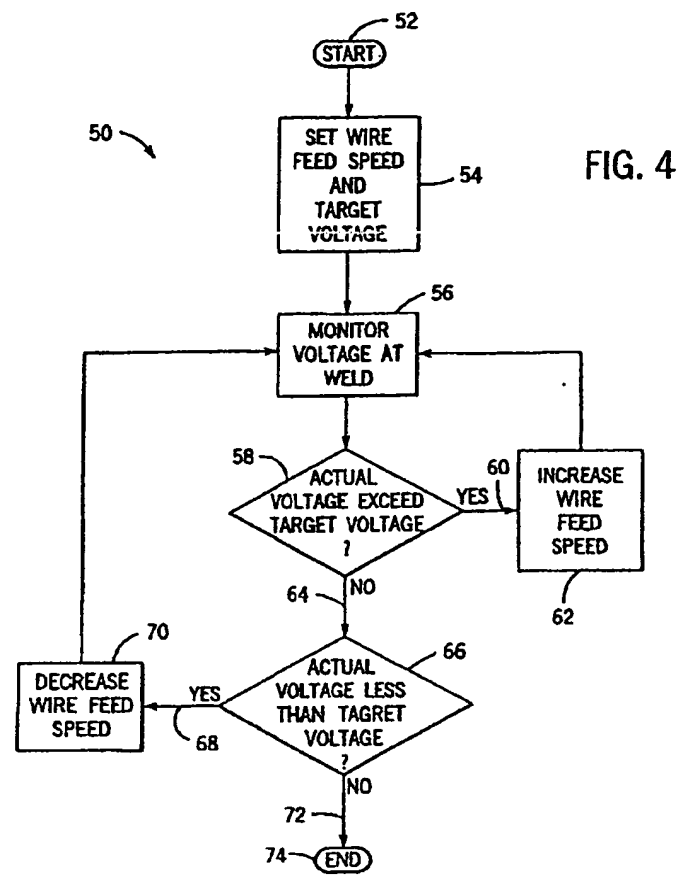 52
START
50
SET WIRE
FEED SPEED
AND
TARGET
VOLTAGE
54
FIG. 4
56
MONITOR
VOLTAGE AT
WELD
58
ACTUAL
VOLTAGE EXCEED
TARGET VOLTAGE
?
YES
60
INCREASE
WIRE
FEED
SPEED
62
NO
64
66
ACTUAL
VOLTAGE LESS
THAN TAGRET
VOLTAGE
?
YES
68
70
DECREASE
WIRE FEED
SPEED
NO
72
74
END